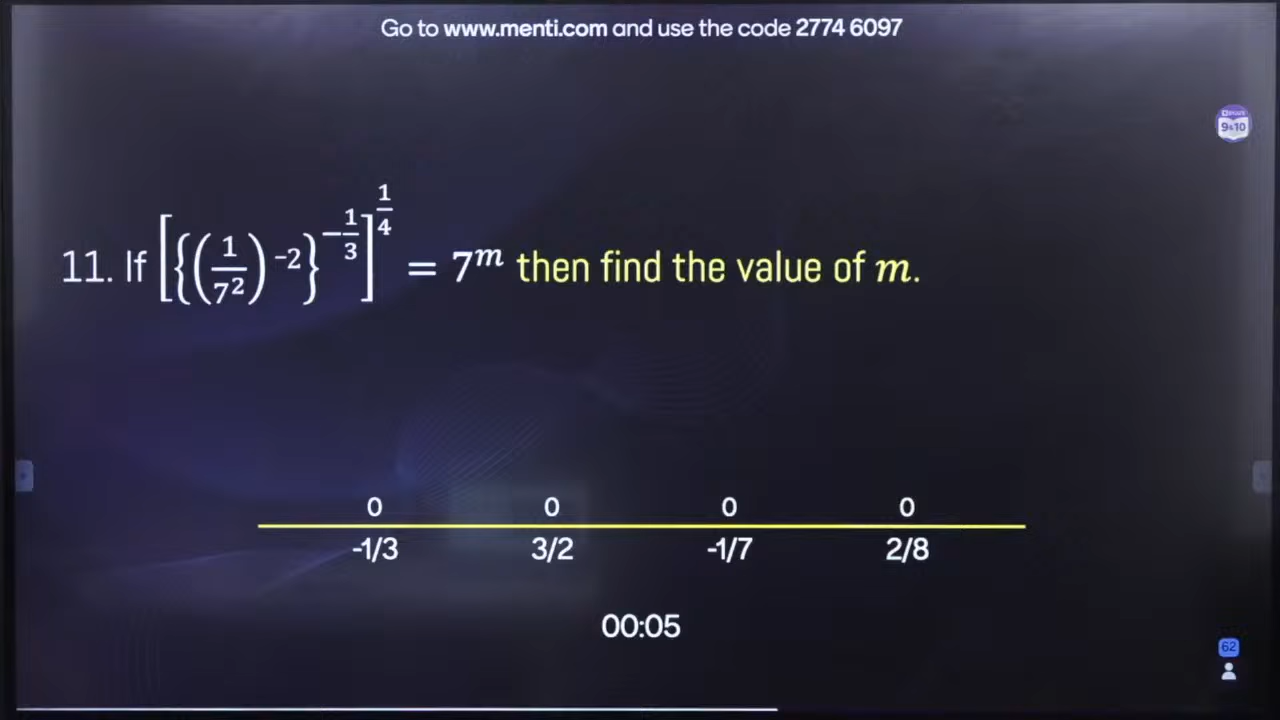 Go to www.menti.com and use the code 2774 6097
9&10
11. If [{(1/7²)⁻²}^(-1/3)]^(1/4) = 7^m then find the value of m.
0 0 0 0
-1/3 3/2 -1/7 2/8
00:05
62